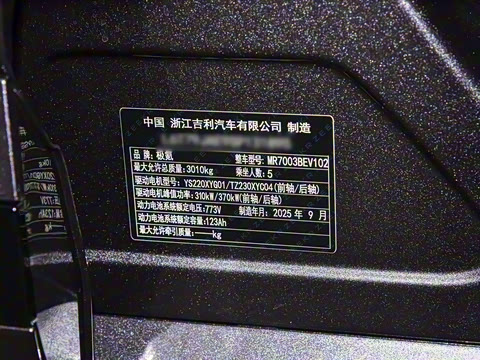 中国 浙江吉利汽车有限公司 制造
品牌:极氪 整车型号: MR7003BEV102
最大允许总质量:3010kg 乘坐人数:5
驱动电机型号:YS220XYG01/TZ230XYC04(前轴/后轴)
驱动电机峰值功率:310kW/370kW(前轴/后轴)
动力电池系统额定电压:773V 制造年月:2025 年 9 月
动力电池系统额定容量:123Ah
最大允许牵引质量:——kg